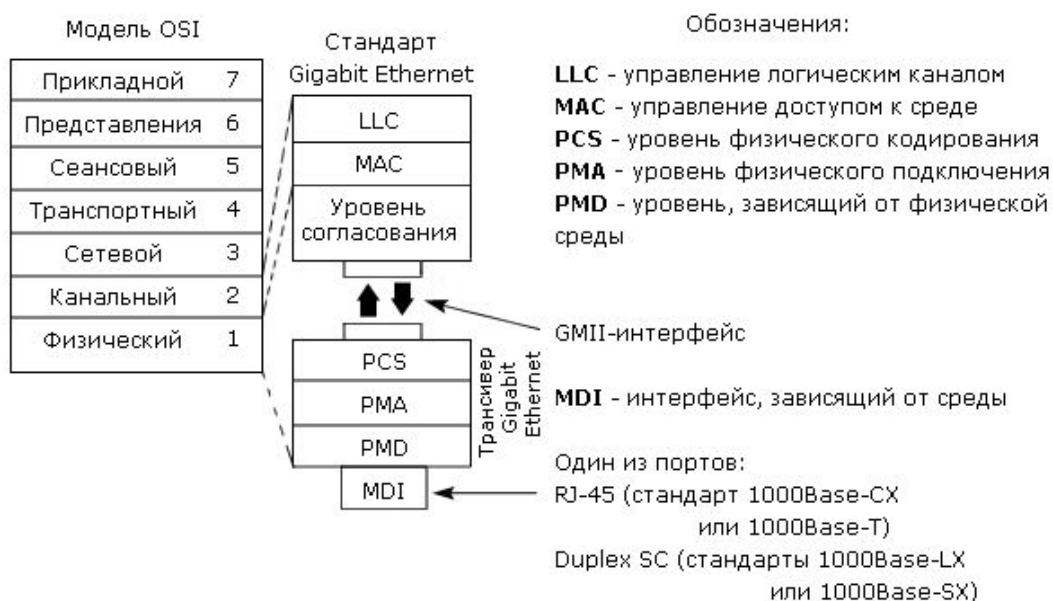 Модель OSI
Прикладной 7
Представления 6
Сеансовый 5
Транспортный 4
Сетевой 3
Канальный 2
Физический 1
Стандарт
Gigabit Ethernet
LLC
MAC
Уровень
согласования
PCS
PMA
PMD
MDI
Трансивер
Gigabit
Ethernet
Обозначения:
LLC - управление логическим каналом
MAC - управление доступом к среде
PCS - уровень физического кодирования
PMA - уровень физического подключения
PMD - уровень, зависящий от физической
среды
GMII-интерфейс
MDI - интерфейс, зависящий от среды
Один из портов:
RJ-45 (стандарт 1000Base-CX
или 1000Base-T)
Duplex SC (стандарты 1000Base-LX
или 1000Base-SX)